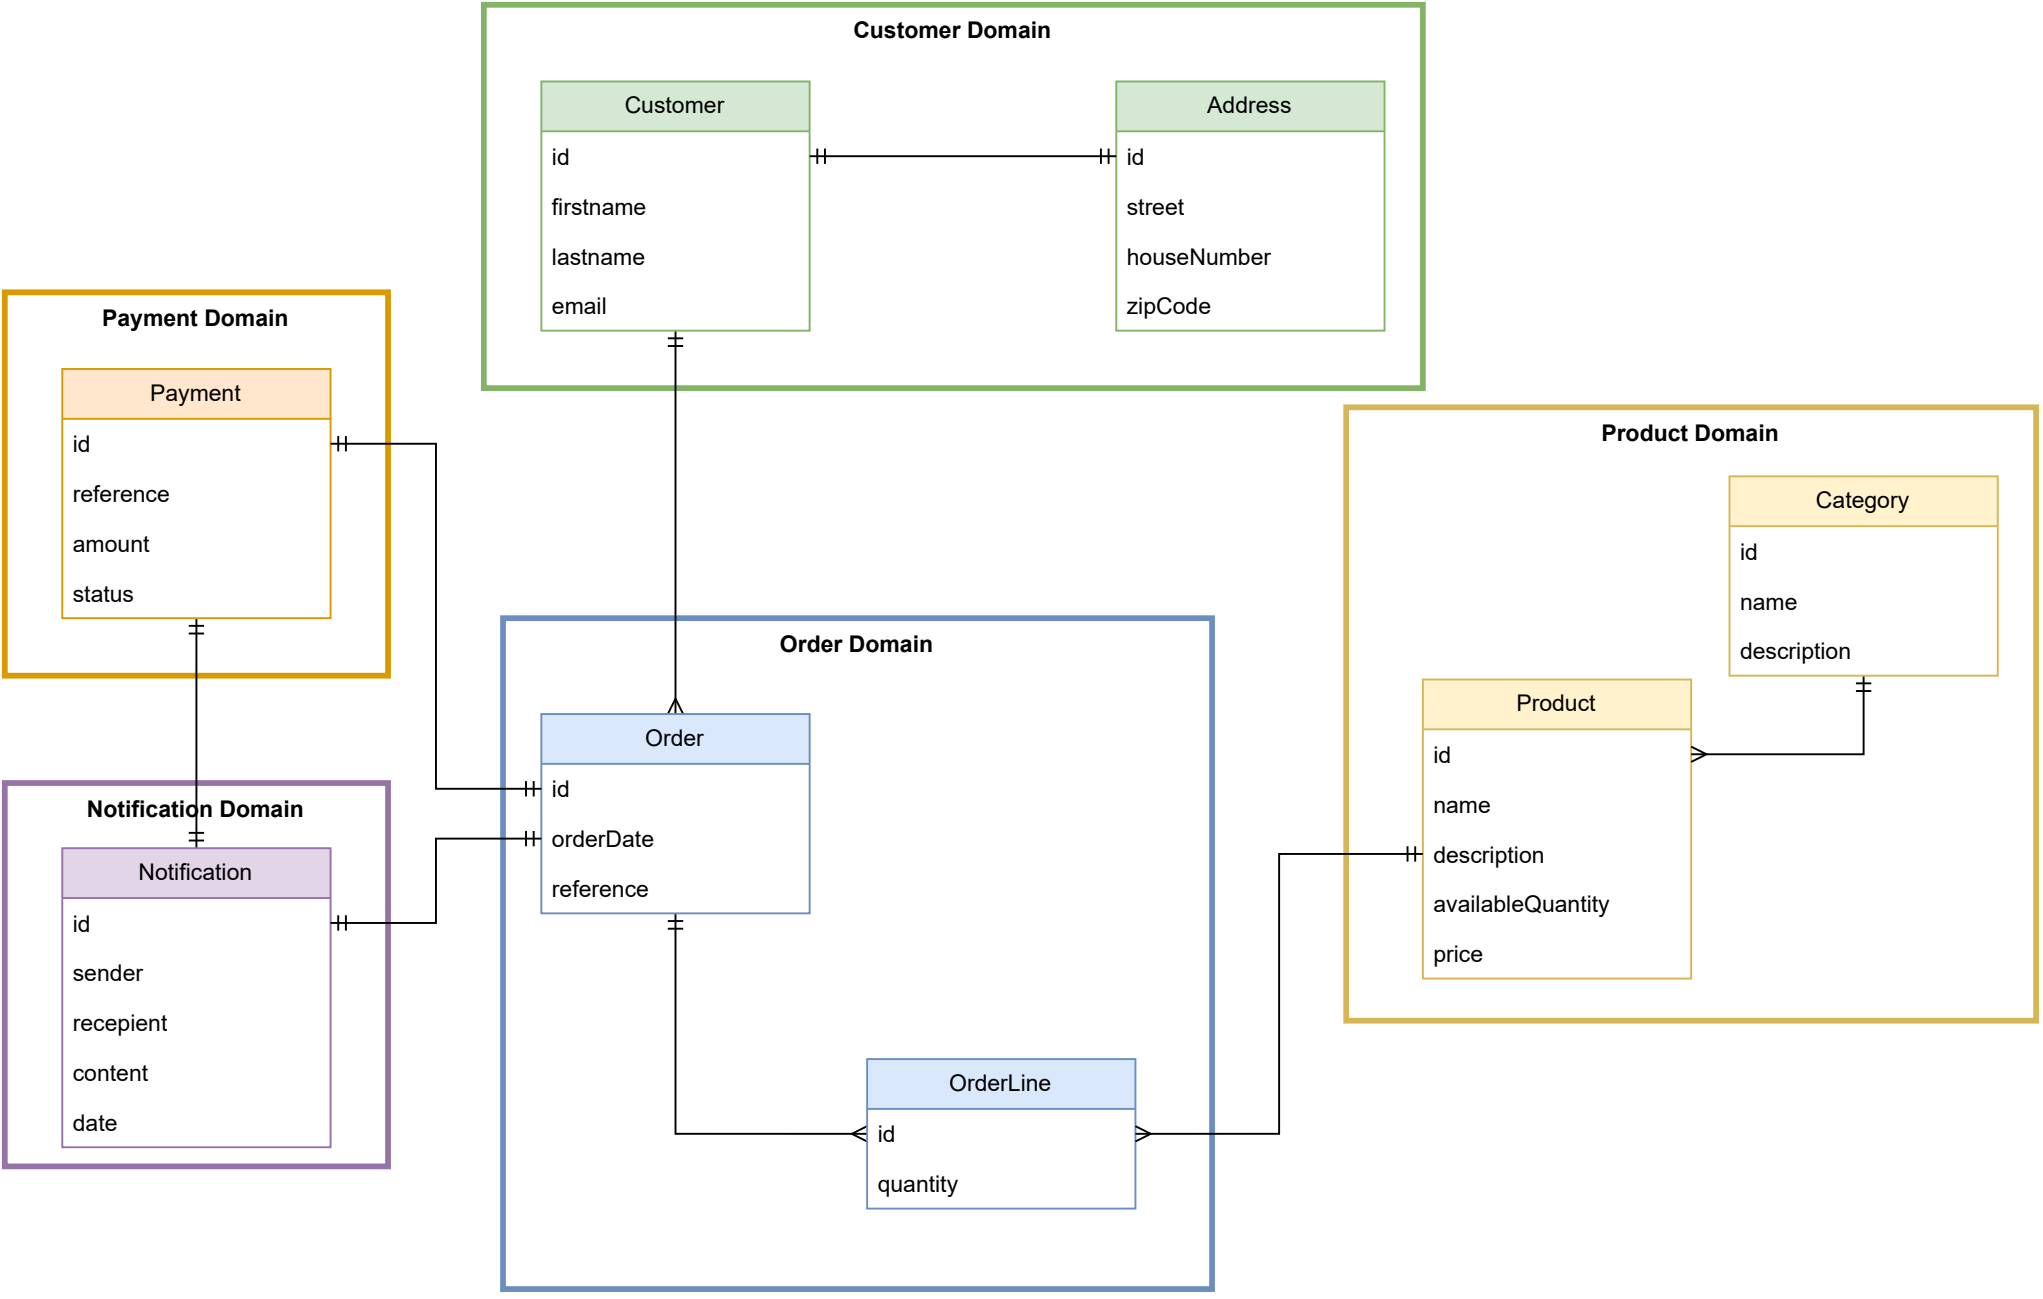 Customer Domain
Customer
id
firstname
lastname
email
Address
id
street
houseNumber
zipCode
Payment Domain
Payment
id
reference
amount
status
Product Domain
Category
id
name
description
Product
id
name
description
availableQuantity
price
Order Domain
Order
id
orderDate
reference
OrderLine
id
quantity
Notification Domain
Notification
id
sender
recepient
content
date